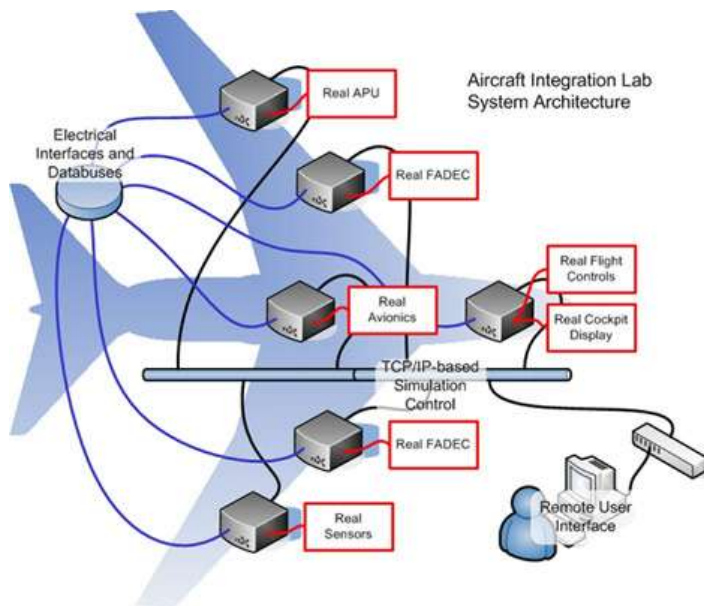 Aircraft Integration Lab
System Architecture
Real APU
Electrical
Interfaces and
Databuses
Real FADEC
Real Flight
Controls
Real
Avionics
Real Cockpit
Display
TCP/IP-based
Simulation
Control
Real FADEC
Real
Sensors
Remote User
Interface